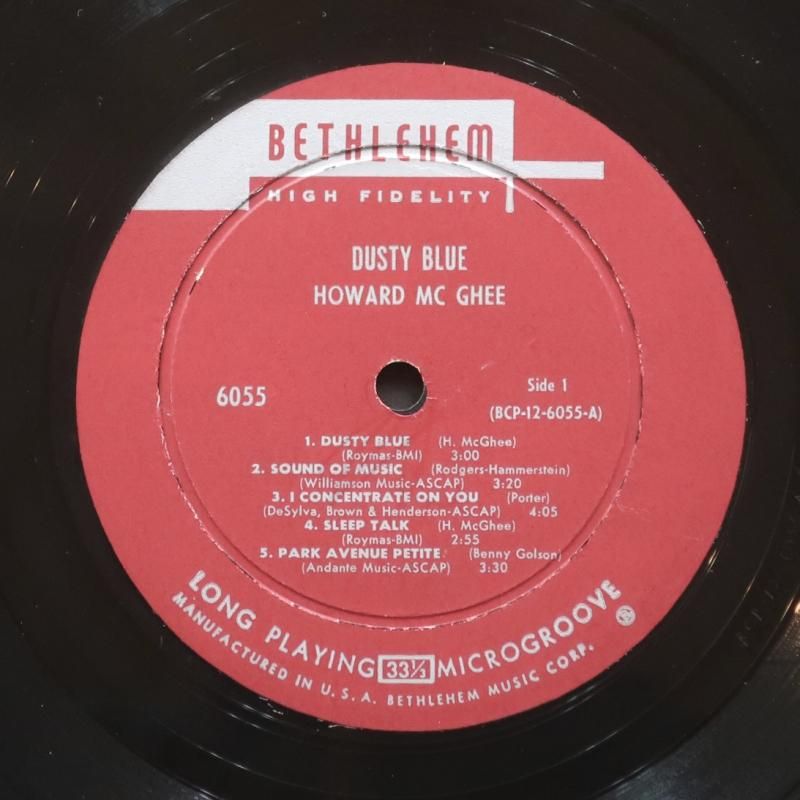 BETHLEHEM
HIGH FIDELITY
DUSTY BLUE
HOWARD MC GHEE
6055
Side 1
(BCP-12-6055-A)
1. DUSTY BLUE (H. McGhee)
(Roymas-BMI) 3:00
2. SOUND OF MUSIC (Rodgers-Hammerstein)
(Williamson Music-ASCAP) 3:20
3. I CONCENTRATE ON YOU (Porter)
(DeSylva, Brown & Henderson-ASCAP) 4:05
4. SLEEP TALK (H. McGhee)
(Roymas-BMI) 2:55
5. PARK AVENUE PETITE (Benny Golson)
(Andante Music-ASCAP) 3:30
LONG PLAYING 33⅓ MICROGROOVE
MANUFACTURED IN U. S. A. BETHLEHEM MUSIC CORP.